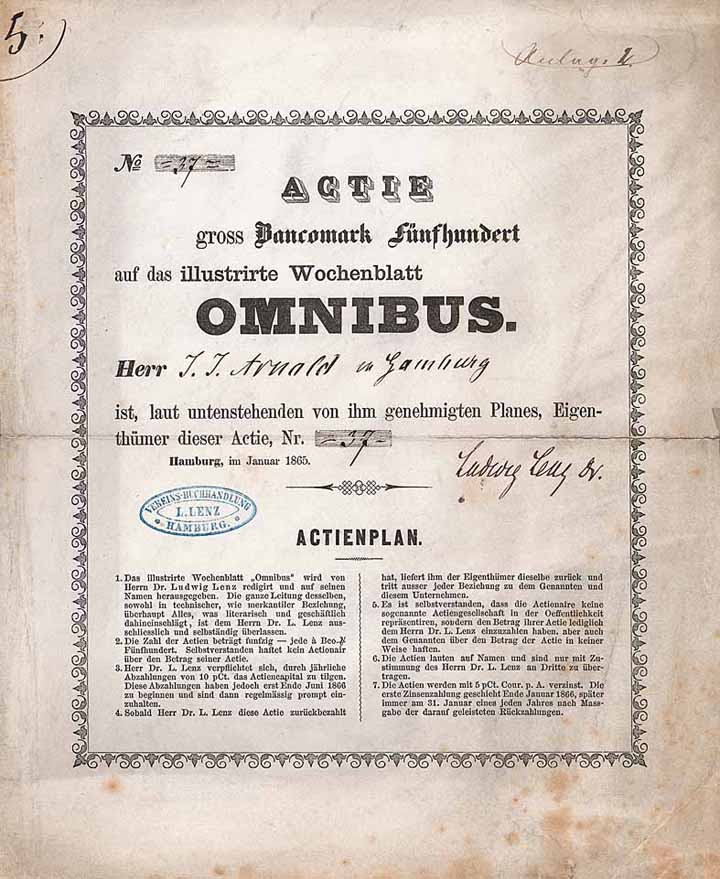 5.
Anlage 2.
No 37
ACTIE
gross Bancomark Fünfhundert
auf das illustrirte Wochenblatt
OMNIBUS.
Herr J. J. Arnold in Hamburg
ist, laut untenstehenden von ihm genehmigten Planes, Eigen-
thümer dieser Actie, Nr. 37
Hamburg, im Januar 1865.
Ludwig Lenz Dr.
VEREINS-BUCHHANDLUNG
L. LENZ
HAMBURG.
ACTIENPLAN.
1. Das illustrirte Wochenblatt „Omnibus" wird von
Herrn Dr. Ludwig Lenz redigirt und auf seinen
Namen herausgegeben. Die ganze Leitung desselben,
sowohl in technischer, wie merkantiler Beziehung,
überhaupt Alles, was literarisch und geschäftlich
dahineinschlägt, ist dem Herrn Dr. L. Lenz aus-
schliesslich und selbständig überlassen.
2. Die Zahl der Actien beträgt funfzig — jede à Bco.
Fünfhundert. Selbstverstanden haftet kein Actionair
über den Betrag seiner Actie.
3. Herr Dr. L. Lenz verpflichtet sich, durch jährliche
Abzahlungen von 10 pCt. das Actiencapital zu tilgen.
Diese Abzahlungen haben jedoch erst Ende Juni 1866
zu beginnen und sind dann regelmässig prompt ein-
zuhalten.
4. Sobald Herr Dr. L. Lenz diese Actie zurückbezahlt
hat, liefert ihm der Eigenthümer dieselbe zurück und
tritt ausser jeder Beziehung zu dem Genannten und
diesem Unternehmen.
5. Es ist selbstverstanden, dass die Actionaire keine
sogenannte Actiengesellschaft in der Oeffentlichkeit
repräsentiren, sondern den Betrag ihrer Actie lediglich
dem Herrn Dr. L. Lenz einzuzahlen haben, aber auch
dem Genannten über den Betrag der Actie in keiner
Weise haften.
6. Die Actien lauten auf Namen und sind nur mit Zu-
stimmung des Herrn Dr. L. Lenz an Dritte zu übertra-
gen.
7. Die Actien werden mit 5 pCt. Cour. p. A. verzinst. Die
erste Zinsenzahlung geschieht Ende Januar 1866, später
immer am 31. Januar eines jeden Jahres nach Mass-
gabe der darauf geleisteten Rückzahlungen.